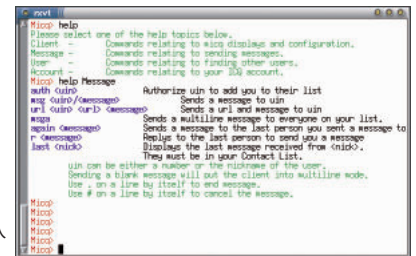 rxvt
Micq> help
Please select one of the help topics below.
Client - Commands relating to micq displays and configuration.
Message - Commands relating to sending messages.
User - Commands relating to finding other users.
Account - Commands relating to your ICQ account.
Micq> help Message
auth <uin> Authorize uin to add you to their list
msg <uin>/<message> Sends a message to uin
url <uin> <url> <message> Sends a url and message to uin
msga Sends a multiline message to everyone on your list.
again <message> Sends a message to the last person you sent a message to
r <message> Replys to the last person to send you a message
last <nick> Displays the last message received from <nick>.
They must be in your Contact List.
uin can be either a number or the nickname of the user.
Sending a blank message will put the client into multiline mode.
Use . on a line by itself to end message.
Use # on a line by itself to cancel the message.
Micq>
Micq>
Micq>
Micq>
Micq>
Micq>